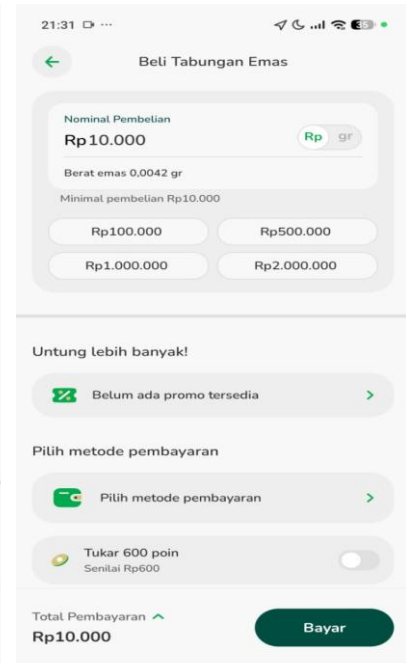 21:31 ...
35
Beli Tabungan Emas
Nominal Pembelian
Rp10.000
Rp gr
Berat emas 0,0042 gr
Minimal pembelian Rp10.000
Rp100.000 Rp500.000
Rp1.000.000 Rp2.000.000
Untung lebih banyak!
Belum ada promo tersedia
Pilih metode pembayaran
Pilih metode pembayaran
Tukar 600 poin
Senilai Rp600
Total Pembayaran
Rp10.000
Bayar